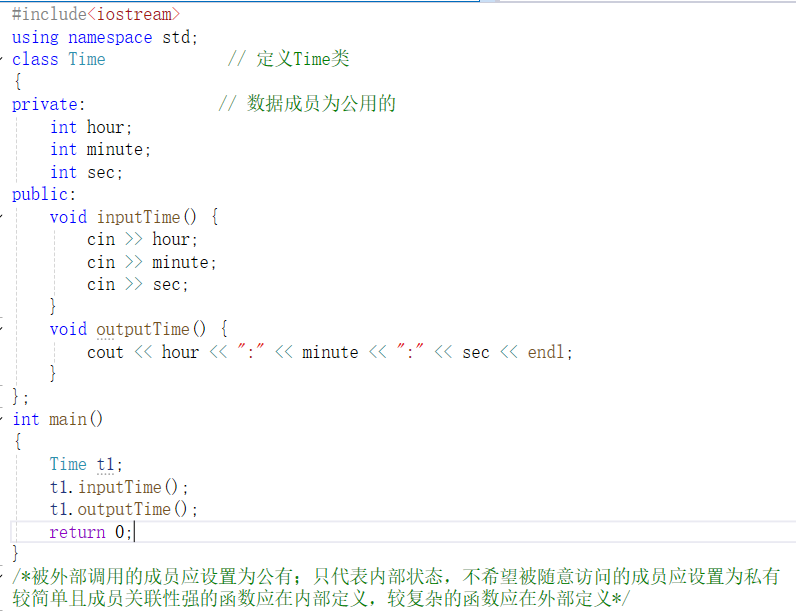 #include<iostream>
using namespace std;
class Time // 定义Time类
{
private: // 数据成员为公用的
int hour;
int minute;
int sec;
public:
void inputTime() {
cin >> hour;
cin >> minute;
cin >> sec;
}
void outputTime() {
cout << hour << ":" << minute << ":" << sec << endl;
}
};
int main()
{
Time t1;
t1.inputTime();
t1.outputTime();
return 0;
}
/*被外部调用的成员应设置为公有；只代表内部状态，不希望被随意访问的成员应设置为私有
较简单且成员关联性强的函数应在内部定义，较复杂的函数应在外部定义*/